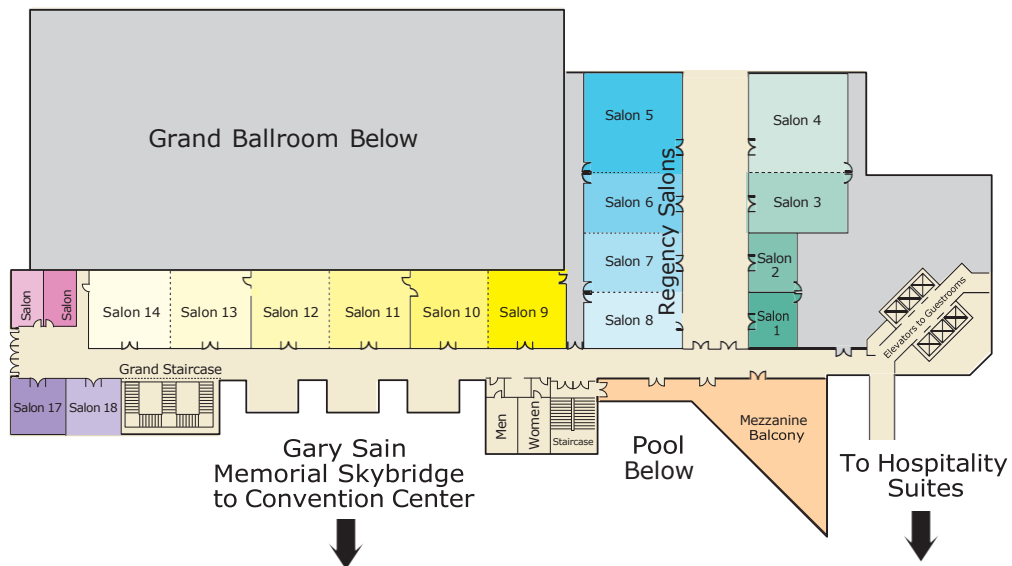 Grand Ballroom Below
Salon 5
Salon 4
Regency Salons
Salon 6
Salon 3
Salon 7
Salon
2
Salon 8
Salon
1
Salon
Salon
Salon 14
Salon 13
Salon 12
Salon 11
Salon 10
Salon 9
Elevators to Guestrooms
Grand Staircase
Salon 17
Salon 18
Men
Women
Staircase
Mezzanine
Balcony
Gary Sain
Memorial Skybridge
to Convention Center
Pool
Below
To Hospitality
Suites